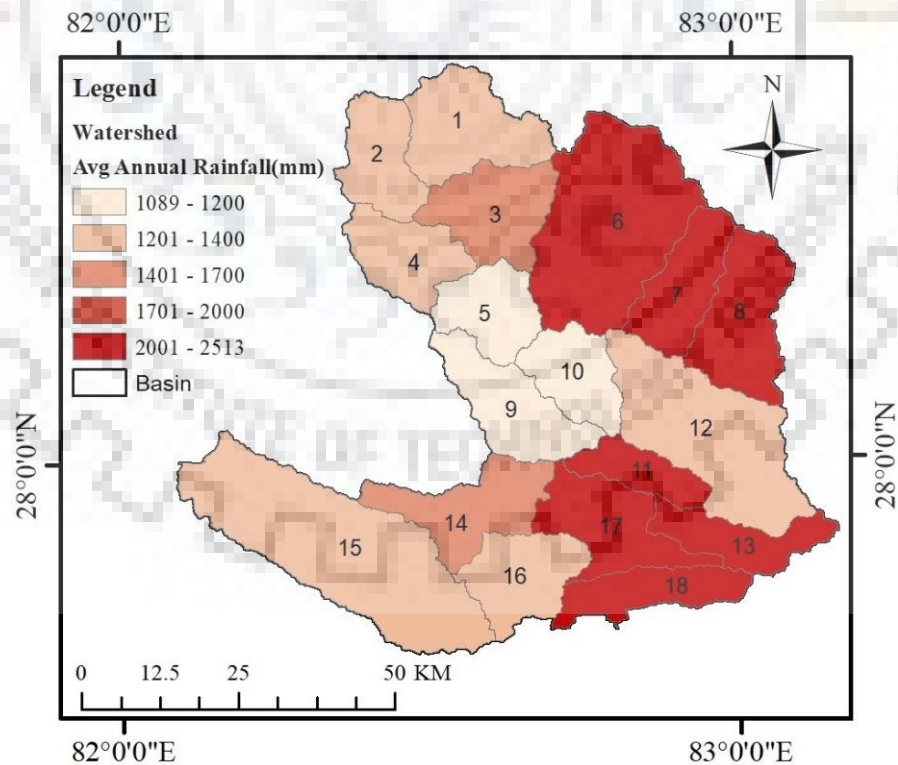 82°0'0"E 83°0'0"E
Legend
Watershed
Avg Annual Rainfall(mm)
1089 - 1200
1201 - 1400
1401 - 1700
1701 - 2000
2001 - 2513
Basin
N
1
2
3
6
4
7
8
5
10
9
12
11
14
17
15
13
16
18
28°0'0"N
28°0'0"N
0 12.5 25 50 KM
82°0'0"E 83°0'0"E